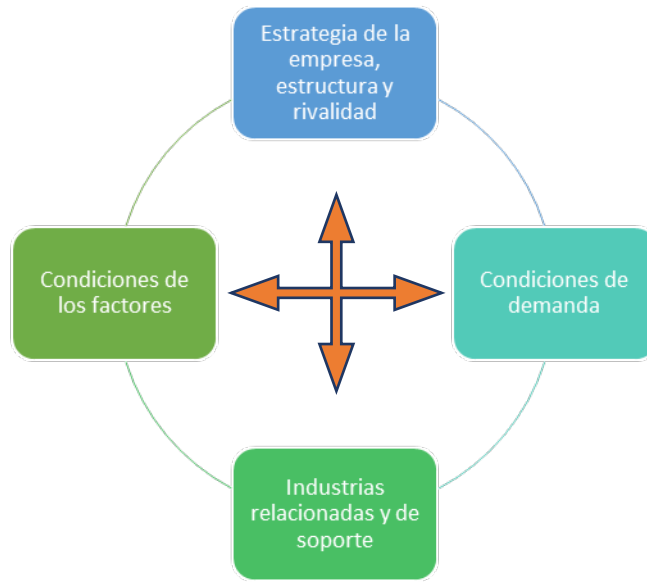 Estrategia de la
empresa,
estructura y
rivalidad
Condiciones de
los factores
Condiciones de
demanda
Industrias
relacionadas y de
soporte